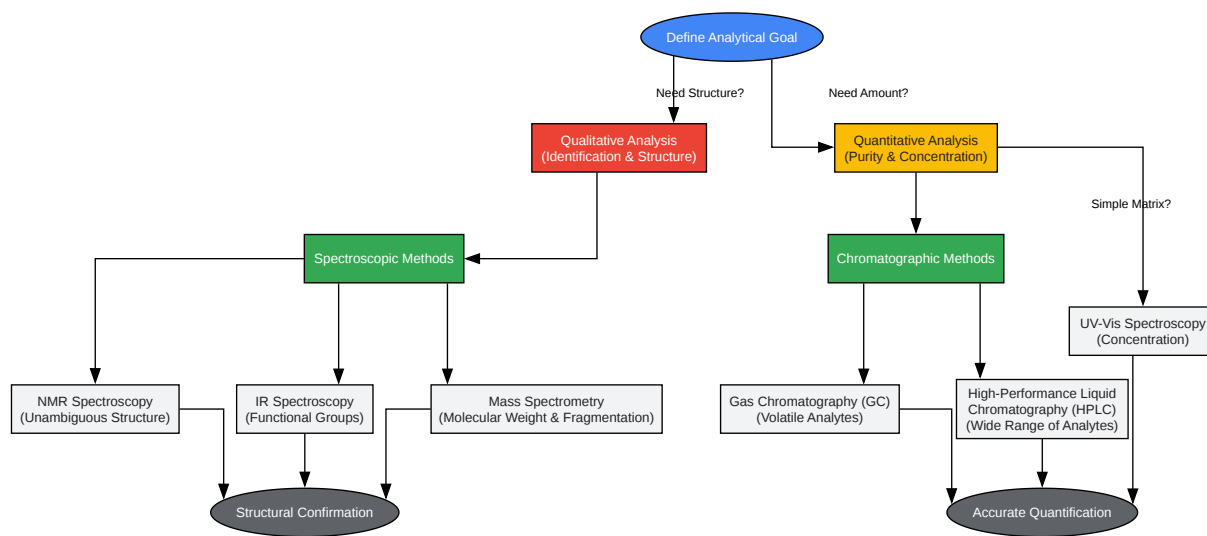 Define Analytical Goal
Need Structure?
Need Amount?
Qualitative Analysis
(Identification & Structure)
Quantitative Analysis
(Purity & Concentration)
Simple Matrix?
Spectroscopic Methods
Chromatographic Methods
UV-Vis Spectroscopy
(Concentration)
NMR Spectroscopy
(Unambiguous Structure)
IR Spectroscopy
(Functional Groups)
Mass Spectrometry
(Molecular Weight & Fragmentation)
Gas Chromatography (GC)
(Volatile Analytes)
High-Performance Liquid
Chromatography (HPLC)
(Wide Range of Analytes)
Structural Confirmation
Accurate Quantification